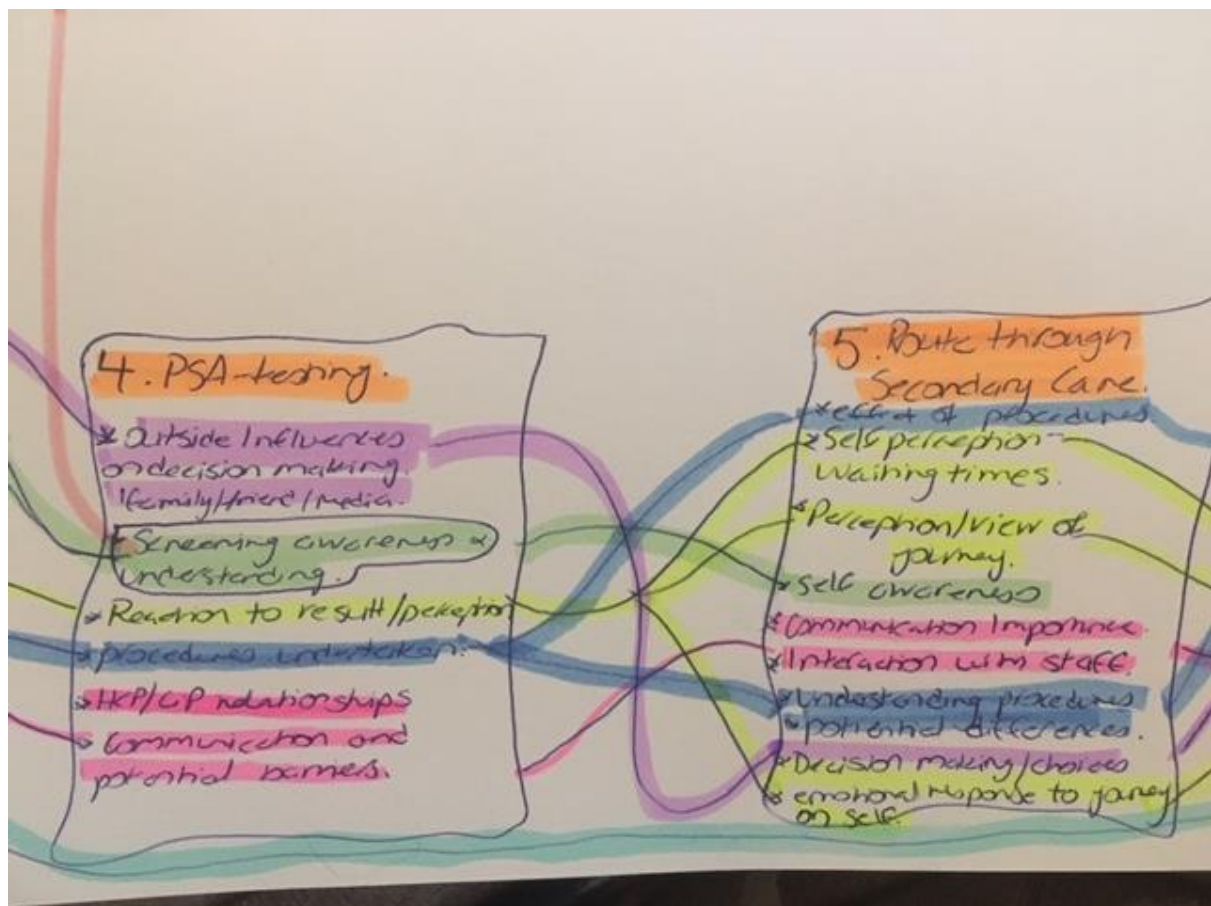 4. PSA-testing.
* Outside Influences
on decision making.
family/friend/media.
* Screening awareness &
understanding.
* Reaction to result/perception
* procedures undertaken.
* HCP/GP relationships
* Communication and
potential barriers.
5. Route through
Secondary Care.
* effect of procedures
* Self perception -
waiting times.
* Perception/view of
journey.
* self awareness
* Communication Importance.
* Interaction with staff.
* Understanding procedures
* potential differences.
* Decision making/choices
* emotional response to journey
on self.